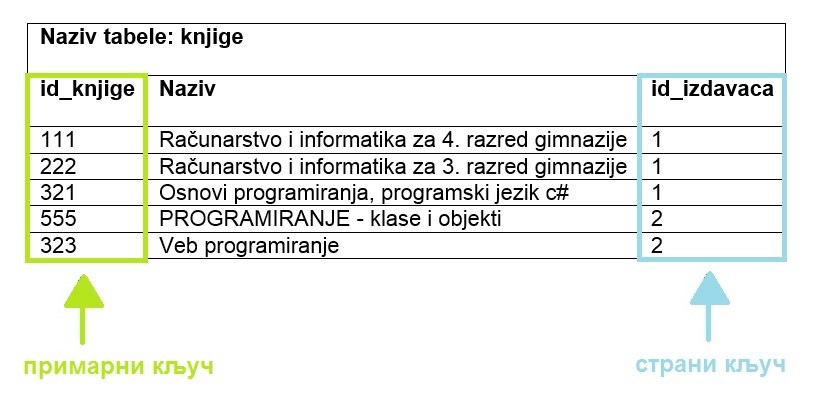 Naziv tabele: knjige
id_knjige Naziv id_izdavaca
111 Računarstvo i informatika za 4. razred gimnazije 1
222 Računarstvo i informatika za 3. razred gimnazije 1
321 Osnovi programiranja, programski jezik c# 1
555 PROGRAMIRANJE - klase i objekti 2
323 Veb programiranje 2
примарни кључ страни кључ